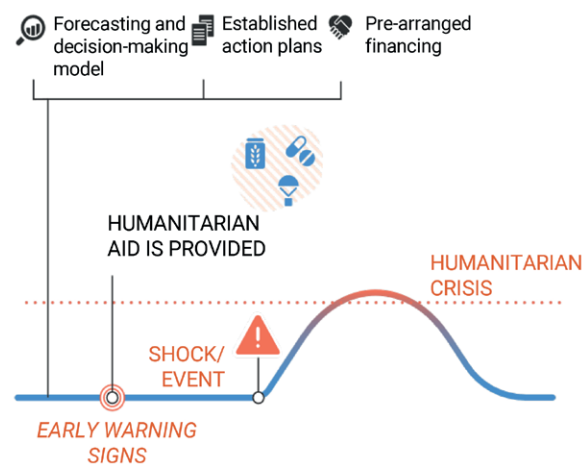 Forecasting and
decision-making
model
Established
action plans
Pre-arranged
financing
HUMANITARIAN
AID IS PROVIDED
HUMANITARIAN
CRISIS
SHOCK/
EVENT
EARLY WARNING
SIGNS